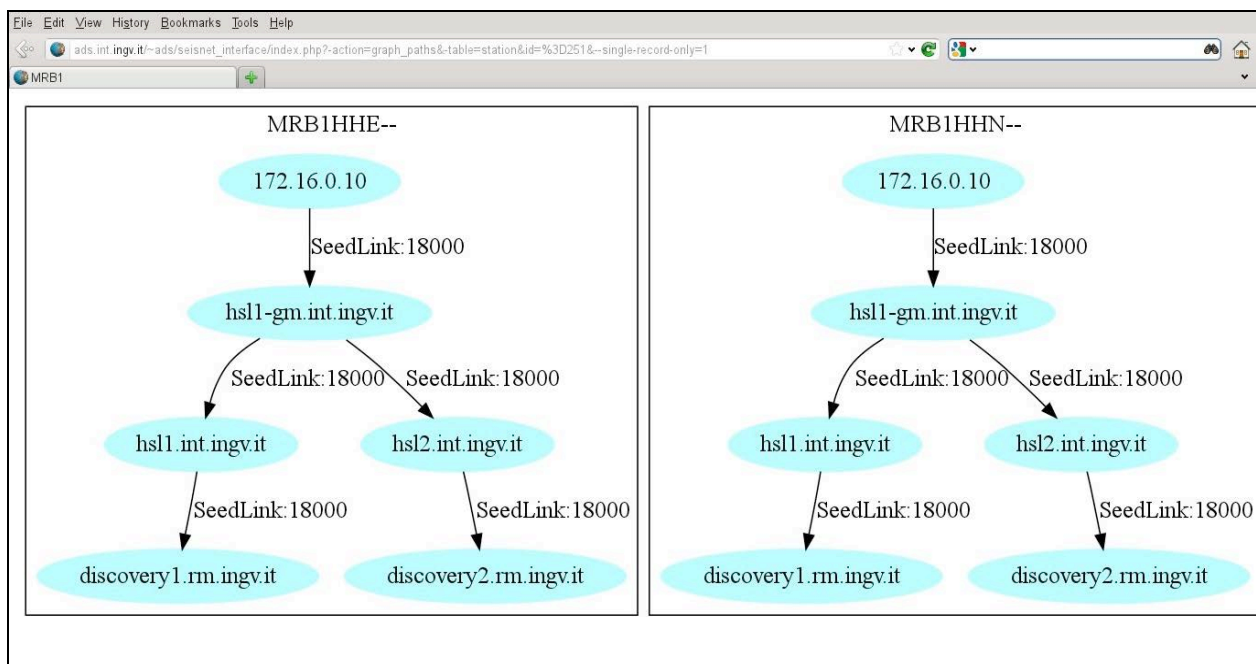 File Edit View History Bookmarks Tools Help
ads.int.ingv.it/~ads/seisnet_interface/index.php?-action=graph_paths&-table=station&id=%3D251&--single-record-only=1
MRB1
MRB1HHE--
172.16.0.10
SeedLink:18000
hsl1-gm.int.ingv.it
SeedLink:18000 SeedLink:18000
hsl1.int.ingv.it hsl2.int.ingv.it
SeedLink:18000 SeedLink:18000
discovery1.rm.ingv.it discovery2.rm.ingv.it
MRB1HHN--
172.16.0.10
SeedLink:18000
hsl1-gm.int.ingv.it
SeedLink:18000 SeedLink:18000
hsl1.int.ingv.it hsl2.int.ingv.it
SeedLink:18000 SeedLink:18000
discovery1.rm.ingv.it discovery2.rm.ingv.it